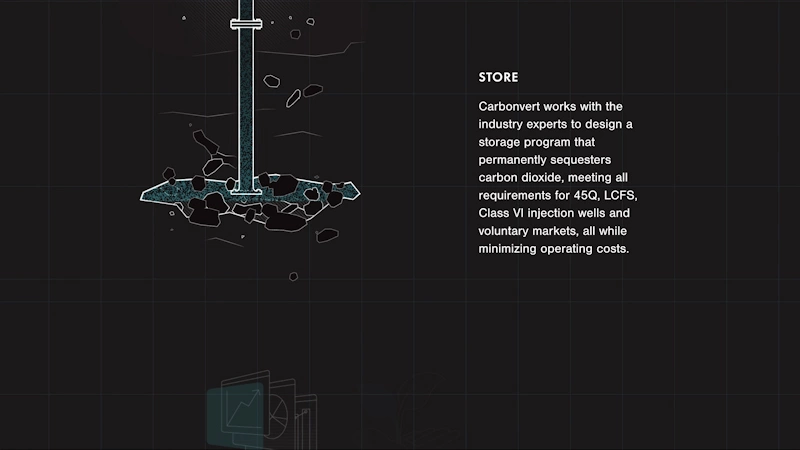 STORE
Carbonvert works with the
industry experts to design a
storage program that
permanently sequesters
carbon dioxide, meeting all
requirements for 45Q, LCFS,
Class VI injection wells and
voluntary markets, all while
minimizing operating costs.